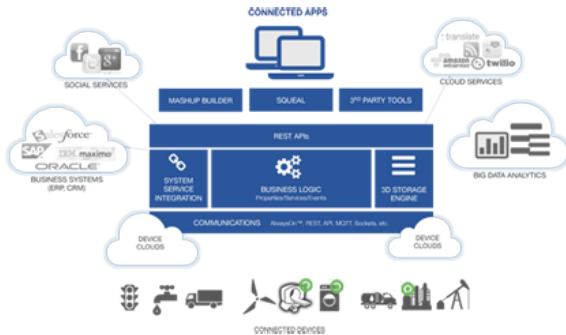 CONNECTED APPS
SOCIAL SERVICES
translate
amazon
webservices
twilio
CLOUD SERVICES
MASHUP BUILDER
SQUEAL
3RD PARTY TOOLS
REST APIs
salesforce
SAP
IBM maximo
ORACLE
BUSINESS SYSTEMS
(ERP, CRM)
SYSTEM
SERVICE
INTEGRATION
BUSINESS LOGIC
Properties/Services/Events
3D STORAGE
ENGINE
BIG DATA ANALYTICS
COMMUNICATIONS AlwaysOn™, REST, API, MQTT, Sockets, etc.
DEVICE
CLOUDS
DEVICE
CLOUDS
CONNECTED DEVICES